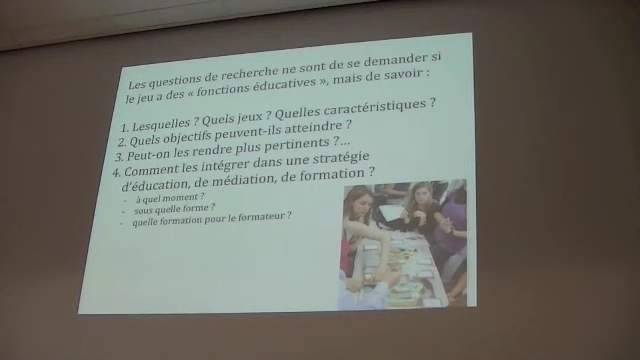 Les questions de recherche ne sont de se demander si
le jeu a des « fonctions éducatives », mais de savoir :
1. Lesquelles ? Quels jeux ? Quelles caractéristiques ?
2. Quels objectifs peuvent-ils atteindre ?
3. Peut-on les rendre plus pertinents ?...
4. Comment les intégrer dans une stratégie
d'éducation, de médiation, de formation ?
- à quel moment ?
- sous quelle forme ?
- quelle formation pour le formateur ?